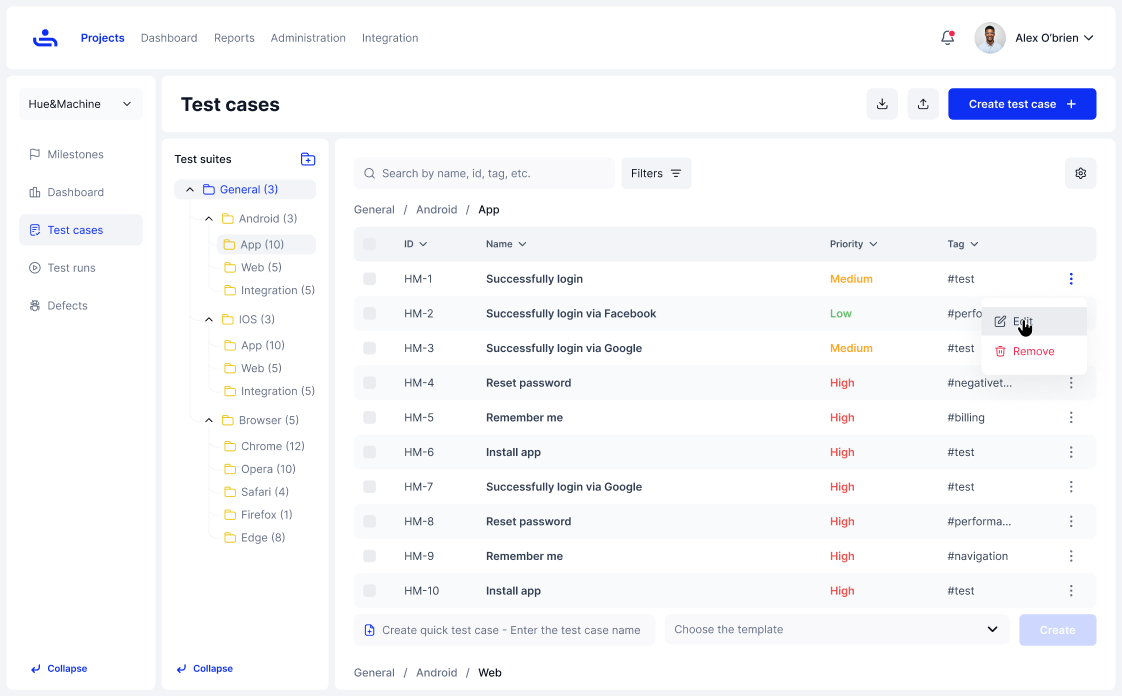 Projects Dashboard Reports Administration Integration Alex O'brien
Hue&Machine
Milestones
Dashboard
Test cases
Test runs
Defects
Collapse
Test cases
Create test case +
Test suites
General (3)
Android (3)
App (10)
Web (5)
Integration (5)
IOS (3)
App (10)
Web (5)
Integration (5)
Browser (5)
Chrome (12)
Opera (10)
Safari (4)
Firefox (1)
Edge (8)
Collapse
Search by name, id, tag, etc. Filters
General / Android / App
ID Name Priority Tag
HM-1 Successfully login Medium #test
HM-2 Successfully login via Facebook Low #perfo
HM-3 Successfully login via Google Medium #test
HM-4 Reset password High #negativet...
HM-5 Remember me High #billing
HM-6 Install app High #test
HM-7 Successfully login via Google High #test
HM-8 Reset password High #performa...
HM-9 Remember me High #navigation
HM-10 Install app High #test
Edit
Remove
Create quick test case - Enter the test case name Choose the template Create
General / Android / Web